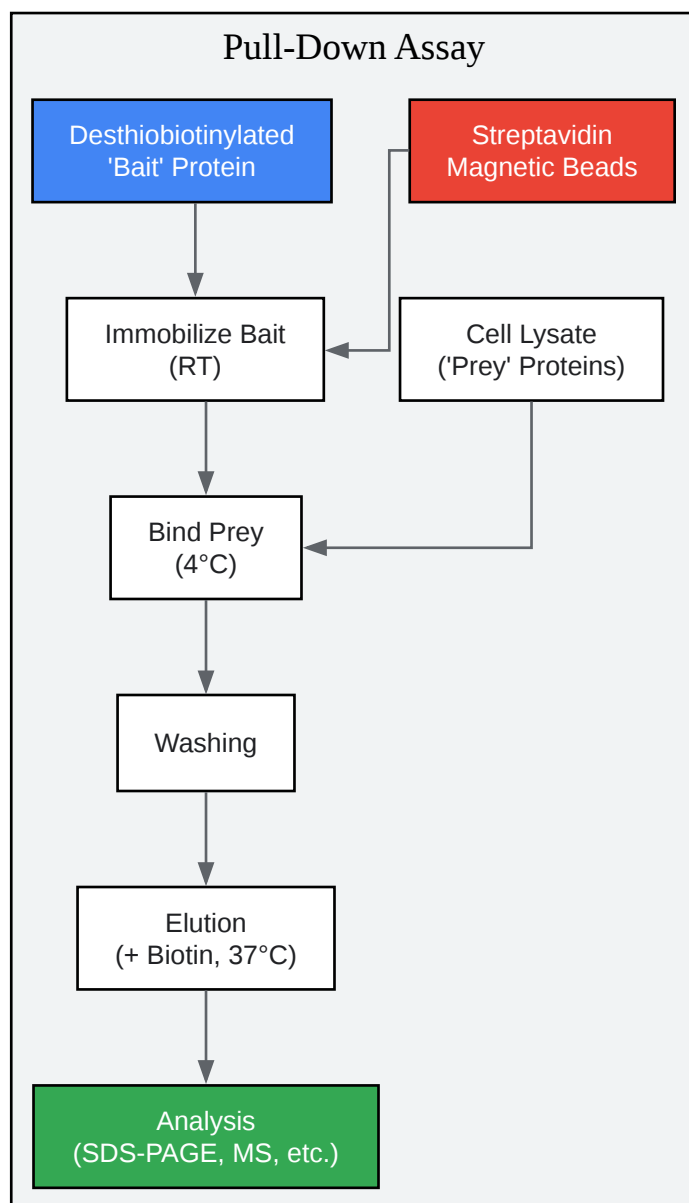 Pull-Down Assay
Desthiobiotinylated
'Bait' Protein
Streptavidin
Magnetic Beads
Immobilize Bait
(RT)
Cell Lysate
('Prey' Proteins)
Bind Prey
(4°C)
Washing
Elution
(+ Biotin, 37°C)
Analysis
(SDS-PAGE, MS, etc.)